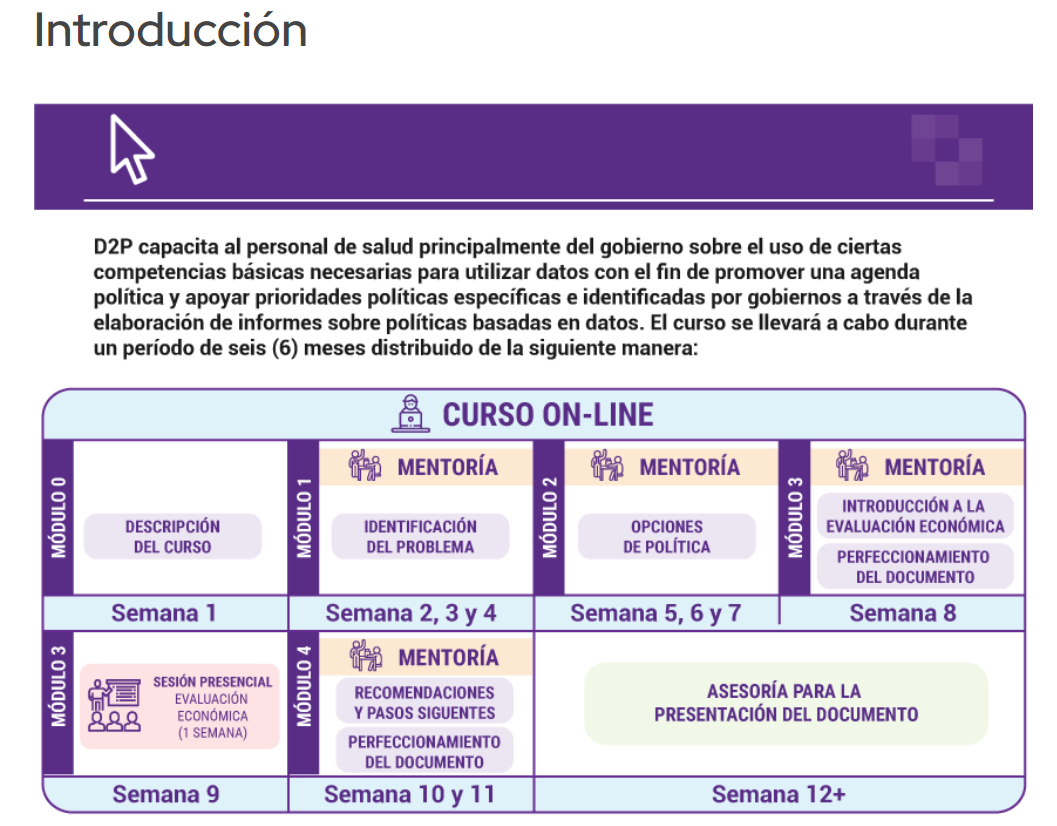 Introducción
D2P capacita al personal de salud principalmente del gobierno sobre el uso de ciertas
competencias básicas necesarias para utilizar datos con el fin de promover una agenda
política y apoyar prioridades políticas específicas e identificadas por gobiernos a través de la
elaboración de informes sobre políticas basadas en datos. El curso se llevará a cabo durante
un período de seis (6) meses distribuido de la siguiente manera:
CURSO ON-LINE
MÓDULO 0
DESCRIPCIÓN
DEL CURSO
Semana 1
MÓDULO 1
MENTORÍA
IDENTIFICACIÓN
DEL PROBLEMA
Semana 2, 3 y 4
MÓDULO 2
MENTORÍA
OPCIONES
DE POLÍTICA
Semana 5, 6 y 7
MÓDULO 3
MENTORÍA
INTRODUCCIÓN A LA
EVALUACIÓN ECONÓMICA
PERFECCIONAMIENTO
DEL DOCUMENTO
Semana 8
MÓDULO 3
SESIÓN PRESENCIAL
EVALUACIÓN
ECONÓMICA
(1 SEMANA)
Semana 9
MÓDULO 4
MENTORÍA
RECOMENDACIONES
Y PASOS SIGUENTES
PERFECCIONAMIENTO
DEL DOCUMENTO
Semana 10 y 11
ASESORÍA PARA LA
PRESENTACIÓN DEL DOCUMENTO
Semana 12+